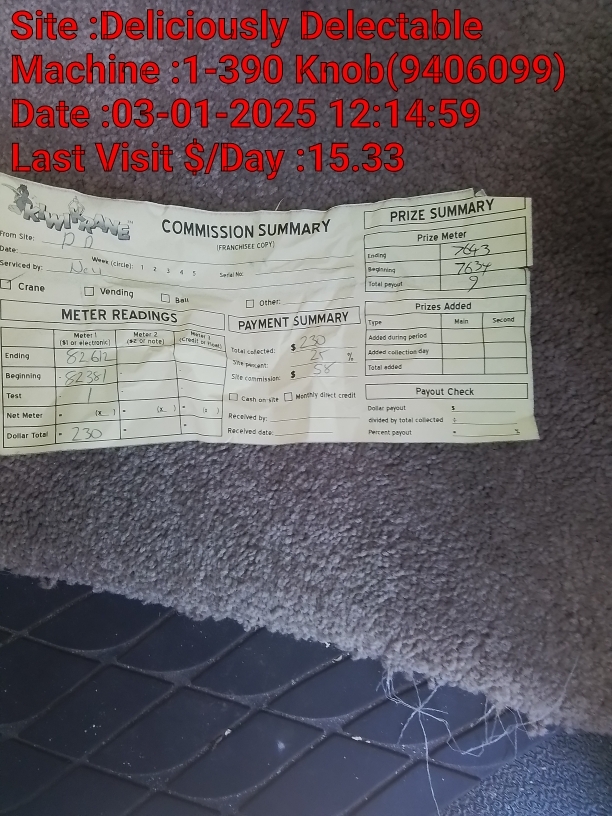 Site :Deliciously Delectable
Machine :1-390 Knob(9406099)
Date :03-01-2025 12:14:59
Last Visit $/Day :15.33
KIWIKRANE™
COMMISSION SUMMARY
(FRANCHISEE COPY)
From Site: D D
Date:
Week (circle): 1 2 3 4 5
Serviced by:
Serial No:
Crane
Vending
Ball
Other:
METER READINGS
Meter 1 ($1 or electronic)
Meter 2 ($2 or note)
Meter 3
Ending 82612
Beginning 82381
Test 1
Net Meter = (x ) = (x ) = (x )
Dollar Total = 230 = =
PAYMENT SUMMARY
Total collected: $ 230
Site percent: 25 %
Site commission: $ 58
Cash on site
Monthly direct credit
Received by:
Received date:
PRIZE SUMMARY
Prize Meter
Ending 7643
Beginning 7634
Total payout 9
Prizes Added
Type Main Second
Added during period
Added collection day
Total added
Payout Check
Dollar payout $
divided by total collected ÷
Percent payout =